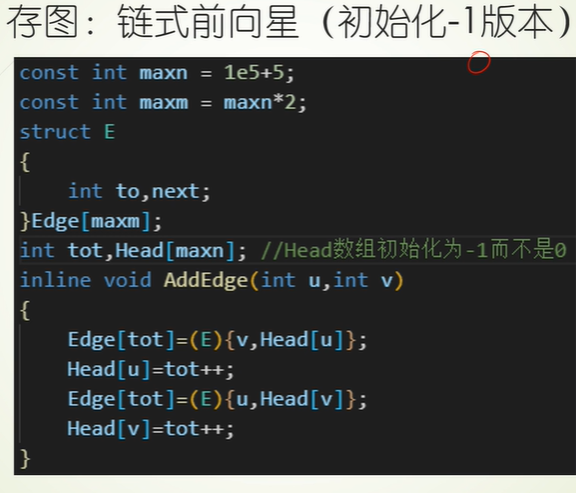 存图：链式前向星（初始化-1版本）
const int maxn = 1e5+5;
const int maxm = maxn*2;
struct E
{
    int to,next;
}Edge[maxm];
int tot,Head[maxn]; //Head数组初始化为-1而不是0
inline void AddEdge(int u,int v)
{
    Edge[tot]=(E){v,Head[u]};
    Head[u]=tot++;
    Edge[tot]=(E){u,Head[v]};
    Head[v]=tot++;
}